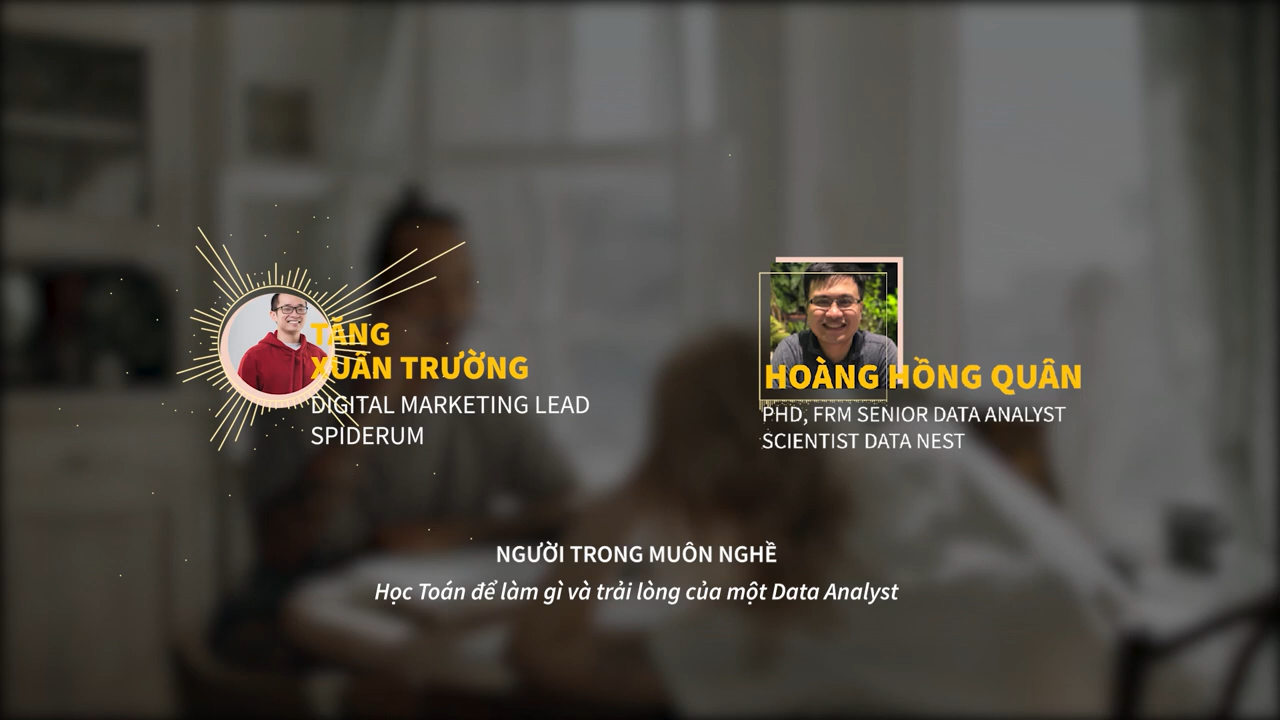 TĂNG
XUÂN TRƯỜNG
DIGITAL MARKETING LEAD
SPIDERUM
HOÀNG HỒNG QUÂN
PHD, FRM SENIOR DATA ANALYST
SCIENTIST DATA NEST
NGƯỜI TRONG MUÔN NGHỀ
Học Toán để làm gì và trải lòng của một Data Analyst